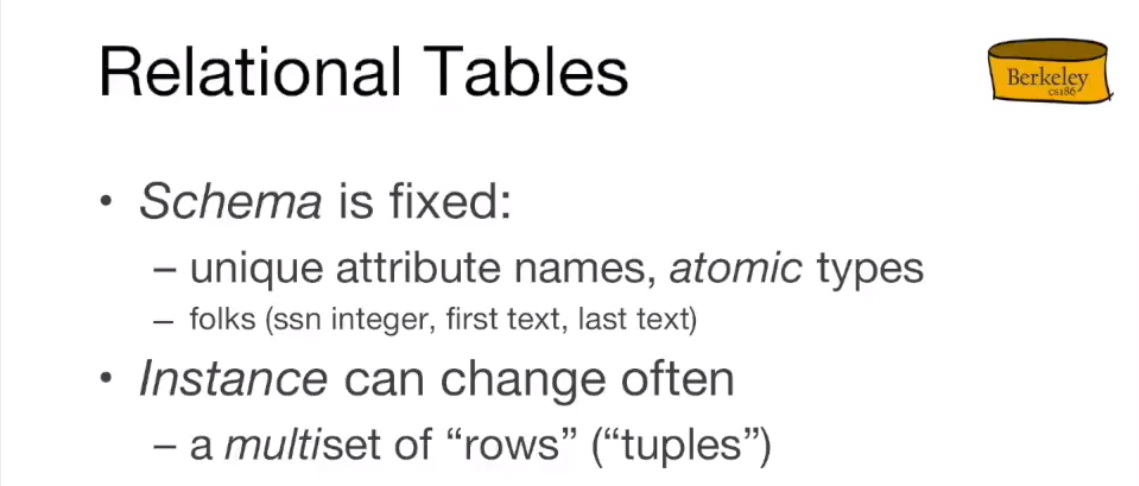 Relational Tables
Berkeley
cs186
• Schema is fixed:
– unique attribute names, atomic types
– folks (ssn integer, first text, last text)
• Instance can change often
– a multiset of “rows” (“tuples”)